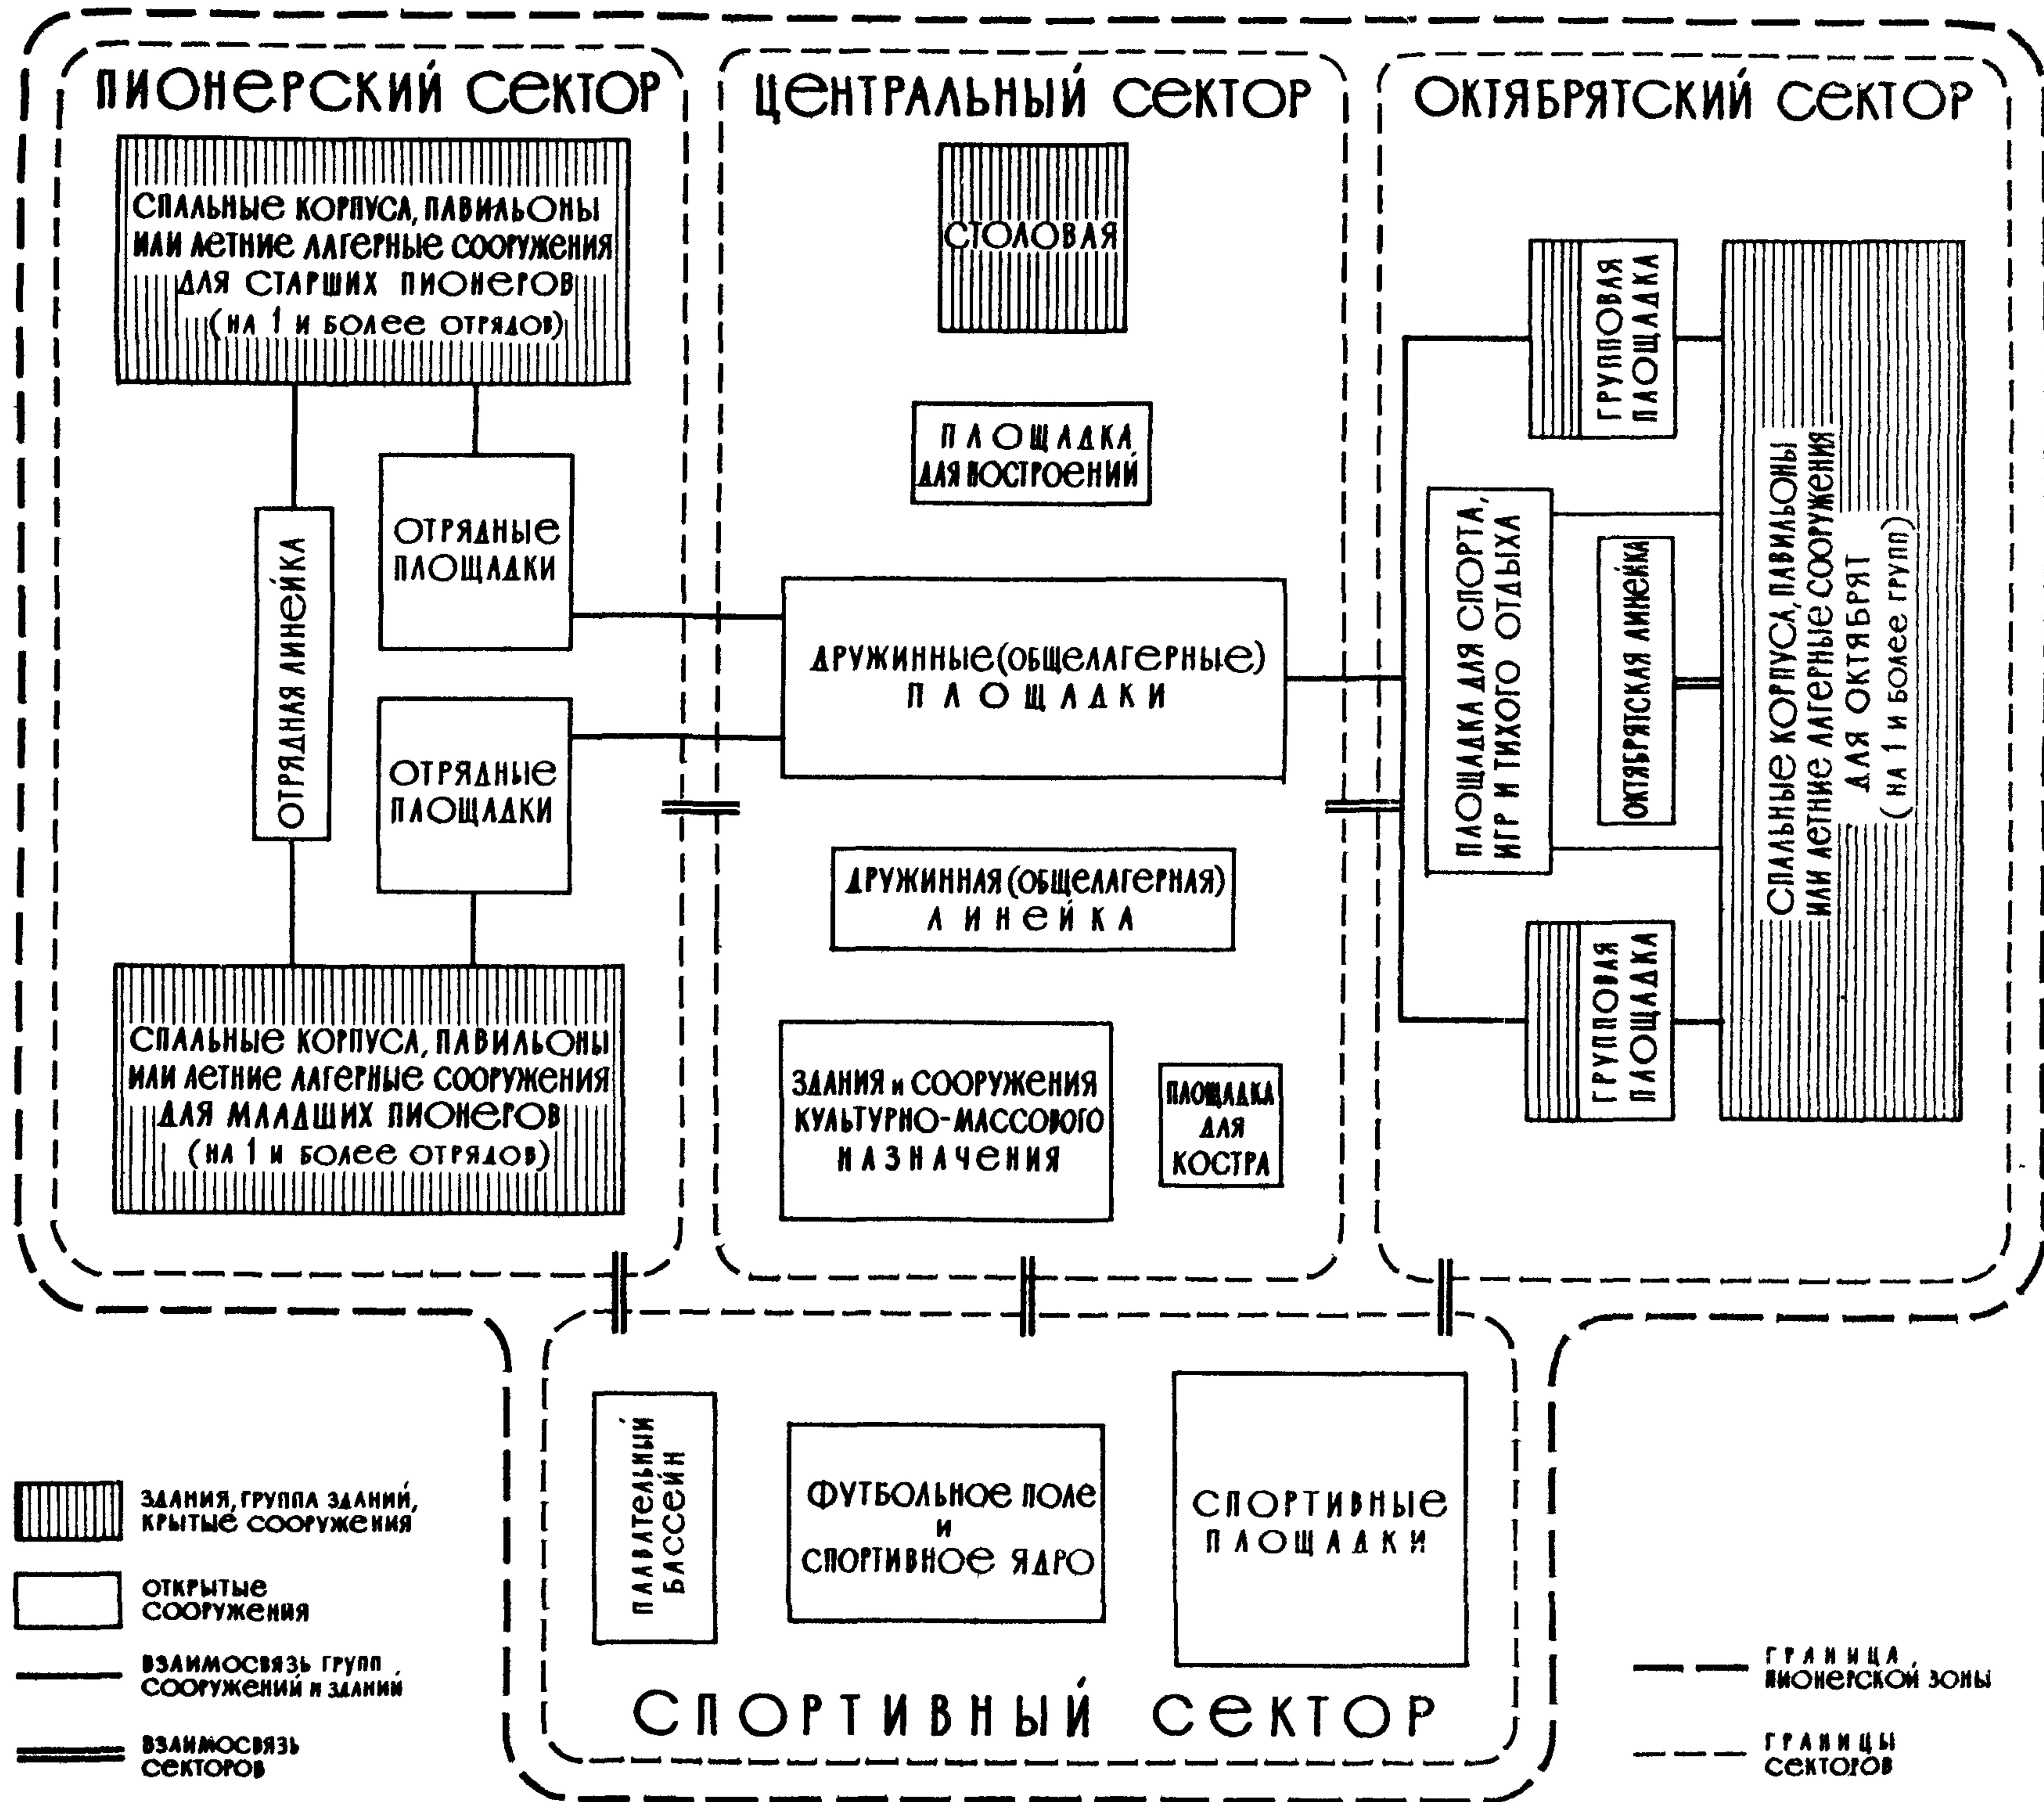 ПИОНЕРСКИЙ СЕКТОР
СПАЛЬНЫЕ КОРПУСА, ПАВИЛЬОНЫ
ИЛИ ЛЕТНИЕ ЛАГЕРНЫЕ СООРУЖЕНИЯ
ДЛЯ СТАРШИХ ПИОНЕРОВ
(НА 1 И БОЛЕЕ ОТРЯДОВ)
ОТРЯДНАЯ ЛИНЕЙКА
ОТРЯДНЫЕ
ПЛОЩАДКИ
ОТРЯДНЫЕ
ПЛОЩАДКИ
СПАЛЬНЫЕ КОРПУСА, ПАВИЛЬОНЫ
ИЛИ ЛЕТНИЕ ЛАГЕРНЫЕ СООРУЖЕНИЯ
ДЛЯ МЛАДШИХ ПИОНЕРОВ
(НА 1 И БОЛЕЕ ОТРЯДОВ)
ЦЕНТРАЛЬНЫЙ СЕКТОР
СТОЛОВАЯ
ПЛОЩАДКА
ДЛЯ ПОСТРОЕНИЙ
ДРУЖИННЫЕ (ОБЩЕЛАГЕРНЫЕ)
ПЛОЩАДКИ
ДРУЖИННАЯ (ОБЩЕЛАГЕРНАЯ)
ЛИНЕЙКА
ЗДАНИЯ И СООРУЖЕНИЯ
КУЛЬТУРНО-МАССОВОГО
НАЗНАЧЕНИЯ
ПЛОЩАДКА
ДЛЯ
КОСТРА
ОКТЯБРЯТСКИЙ СЕКТОР
ГРУППОВАЯ
ПЛОЩАДКА
ПЛОЩАДКА ДЛЯ СПОРТА,
ИГР И ТИХОГО ОТДЫХА
ОКТЯБРЯТСКАЯ ЛИНЕЙКА
ГРУППОВАЯ
ПЛОЩАДКА
СПАЛЬНЫЕ КОРПУСА, ПАВИЛЬОНЫ
ИЛИ ЛЕТНИЕ ЛАГЕРНЫЕ СООРУЖЕНИЯ
ДЛЯ ОКТЯБРЯТ
(НА 1 И БОЛЕЕ ГРУПП)
ПЛАВАТЕЛЬНЫЙ
БАССЕЙН
ФУТБОЛЬНОЕ ПОЛЕ
И
СПОРТИВНОЕ ЯДРО
СПОРТИВНЫЕ
ПЛОЩАДКИ
СПОРТИВНЫЙ СЕКТОР
ЗДАНИЯ, ГРУППА ЗДАНИЙ,
КРЫТЫЕ СООРУЖЕНИЯ
ОТКРЫТЫЕ
СООРУЖЕНИЯ
ВЗАИМОСВЯЗЬ ГРУПП
СООРУЖЕНИЙ И ЗДАНИЙ
ВЗАИМОСВЯЗЬ
СЕКТОРОВ
ГРАНИЦА
ПИОНЕРСКОЙ ЗОНЫ
ГРАНИЦЫ
СЕКТОРОВ